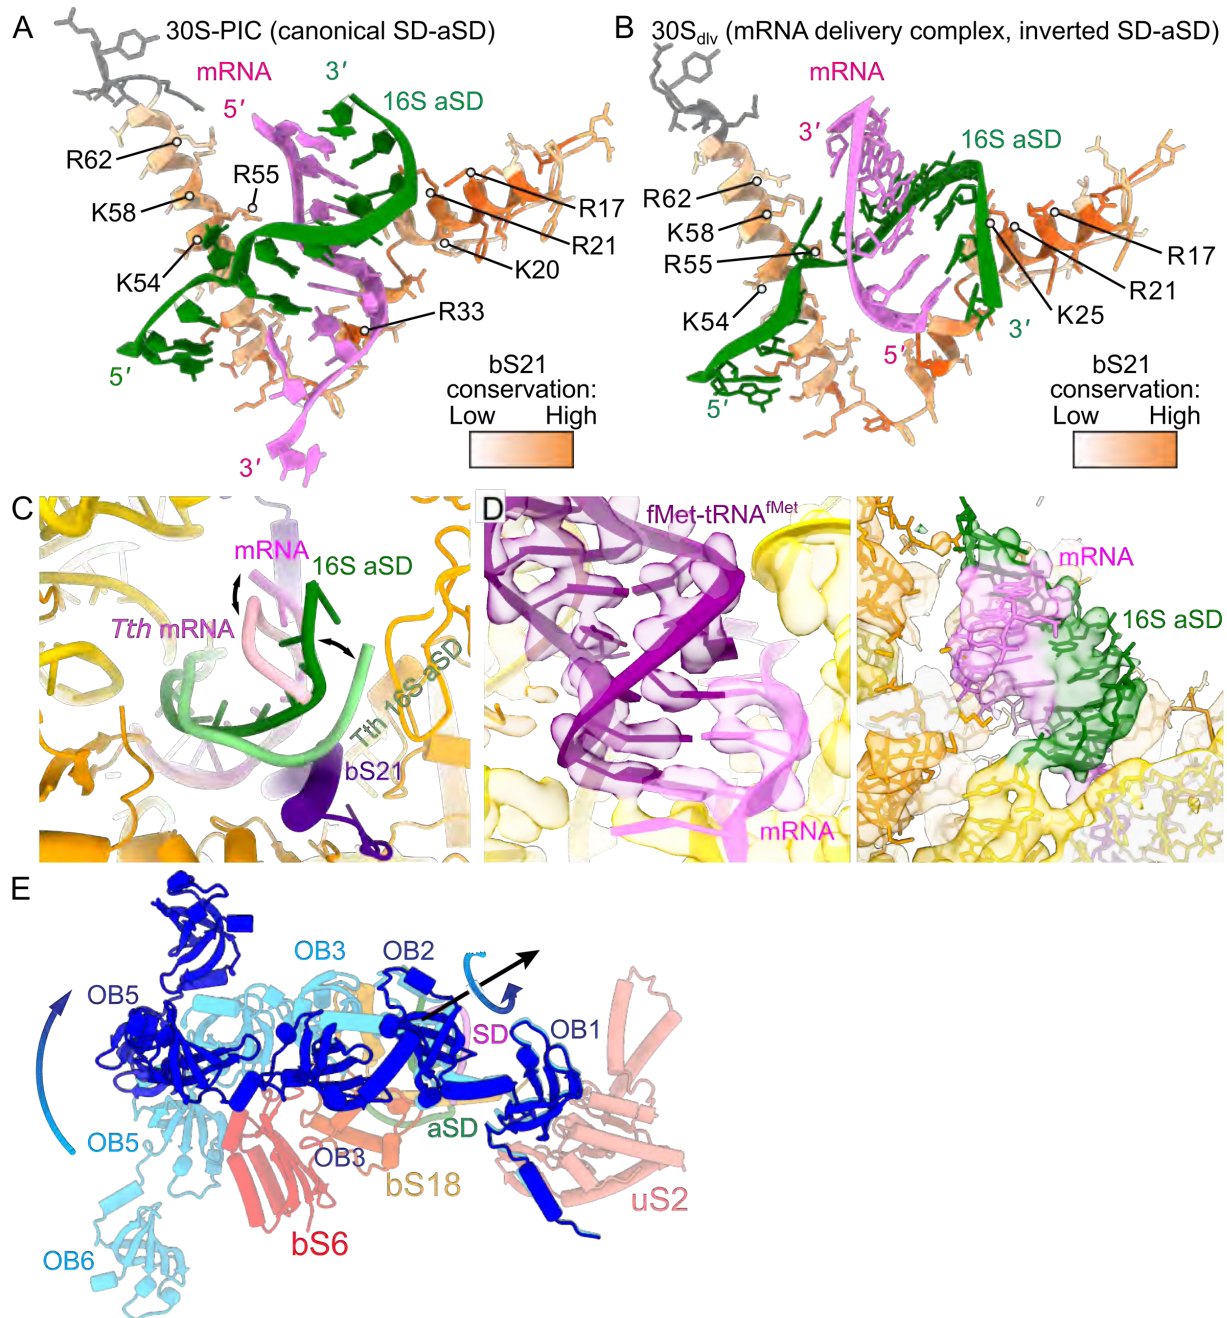 A
30S-PIC (canonical SD-aSD)
mRNA
3′
5′
16S aSD
R62
R55
K58
K54
R17
R21
K20
R33
5′
3′
bS21
conservation:
Low High
B
30Sdlv (mRNA delivery complex, inverted SD-aSD)
mRNA
3′
16S aSD
R62
K58
R55
K54
R17
R21
K25
3′
5′
5′
bS21
conservation:
Low High
C
mRNA
16S aSD
Tth mRNA
Tth 16S aSD
bS21
D
fMet-tRNAfMet
mRNA
mRNA
16S aSD
E
OB3
OB2
OB5
SD
OB1
OB5
aSD
OB3
bS18
uS2
bS6
OB6